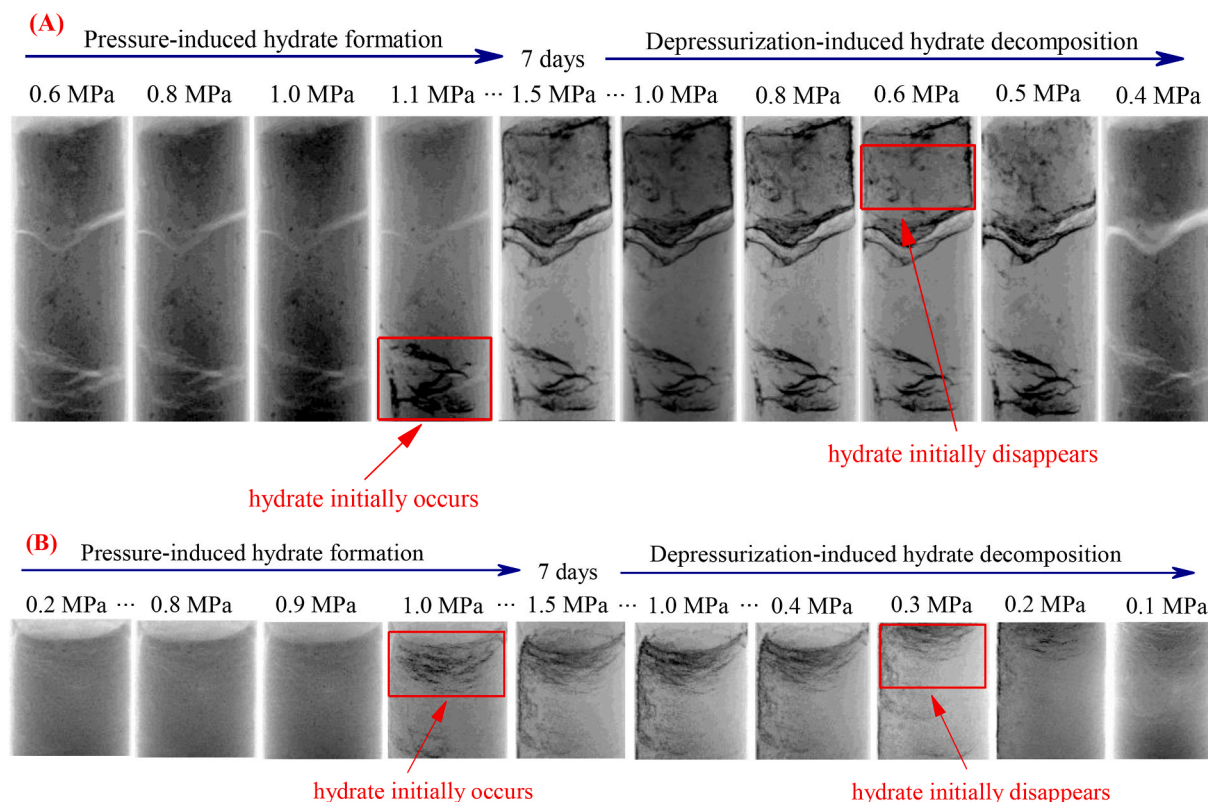 (A)
Pressure-induced hydrate formation
7 days
Depressurization-induced hydrate decomposition
0.6 MPa 0.8 MPa 1.0 MPa 1.1 MPa ··· 1.5 MPa ··· 1.0 MPa 0.8 MPa 0.6 MPa 0.5 MPa 0.4 MPa
hydrate initially disappears
hydrate initially occurs
(B)
Pressure-induced hydrate formation
7 days
Depressurization-induced hydrate decomposition
0.2 MPa ··· 0.8 MPa 0.9 MPa 1.0 MPa ··· 1.5 MPa ··· 1.0 MPa ··· 0.4 MPa 0.3 MPa 0.2 MPa 0.1 MPa
hydrate initially occurs
hydrate initially disappears